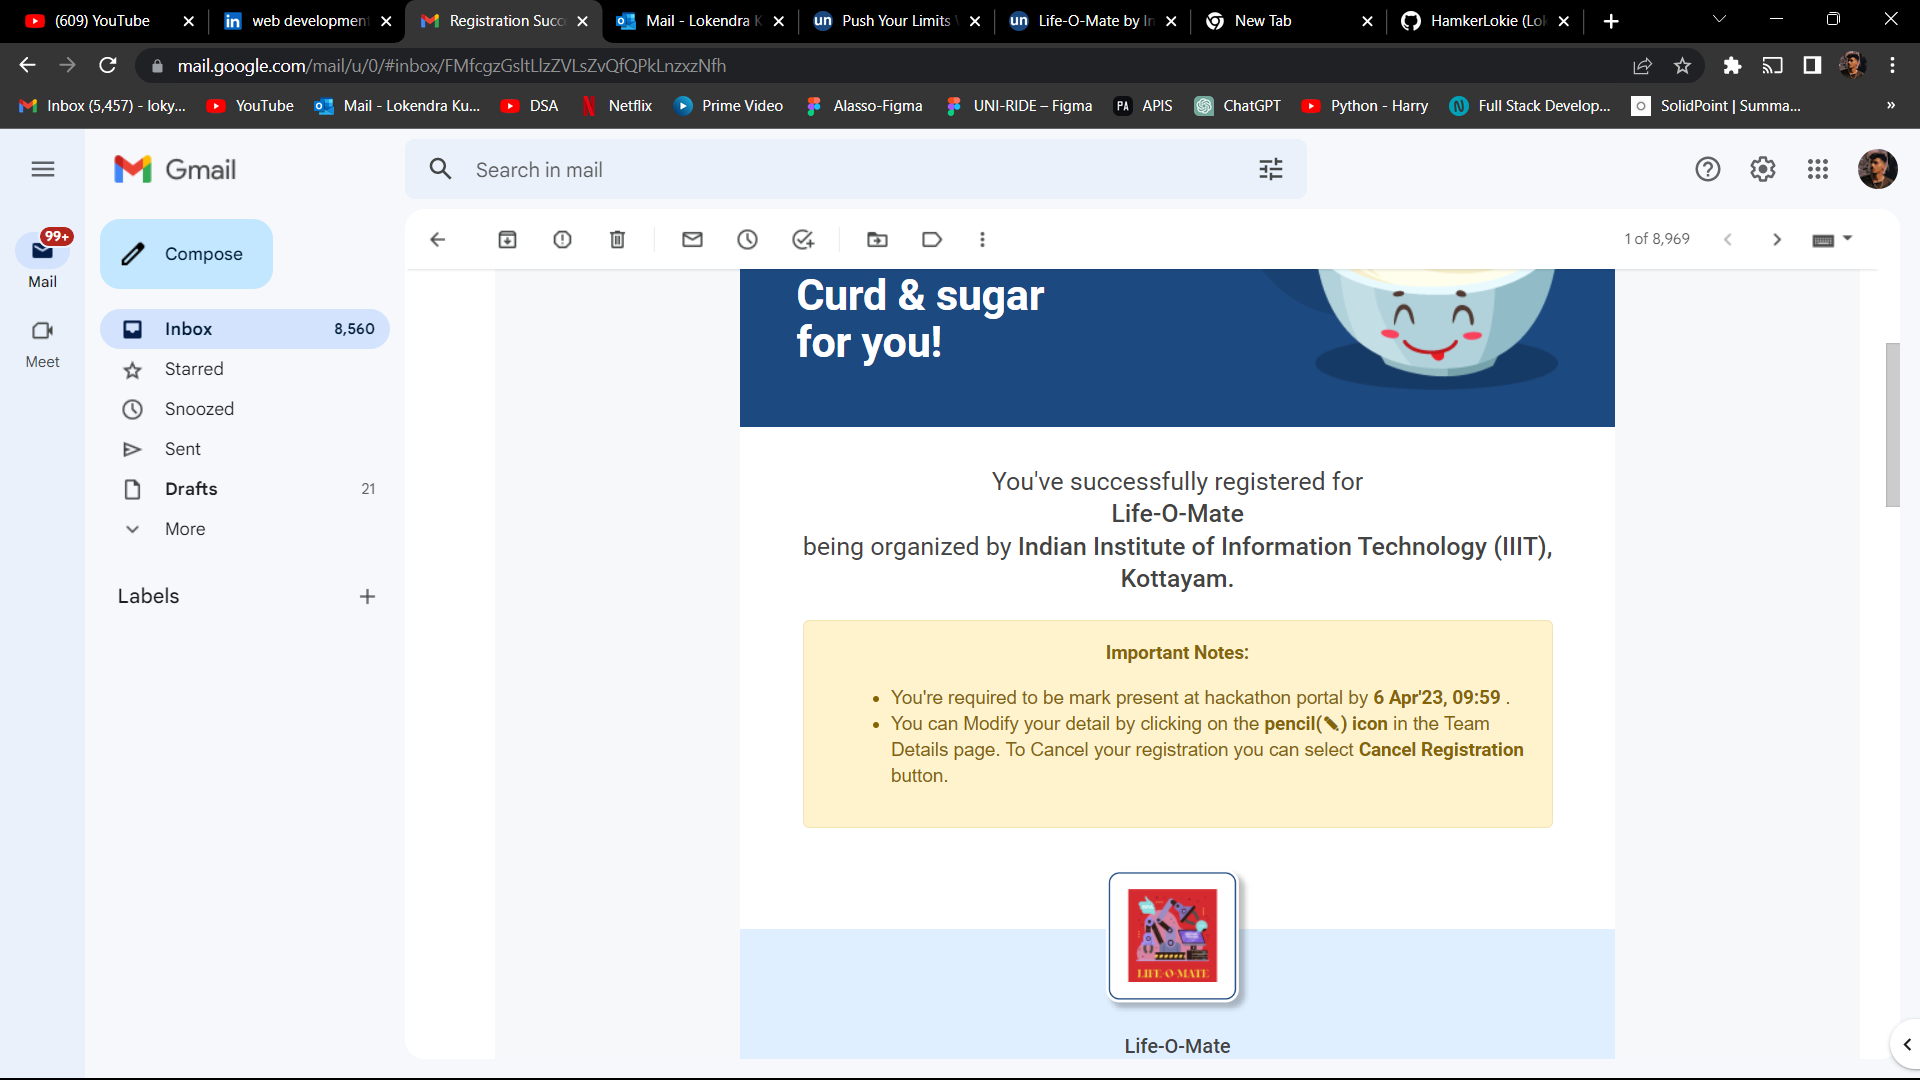 (609) YouTube
web development
Registration Succ
Mail - Lokendra K
Push Your Limits
Life-O-Mate by In
New Tab
HamkerLokie (Lok
mail.google.com/mail/u/0/#inbox/FMfcgzGsltLlzZVLsZvQfQPkLnzxzNfh
Inbox (5,457) - loky...
YouTube
Mail - Lokendra Ku...
DSA
Netflix
Prime Video
Alasso-Figma
UNI-RIDE – Figma
PA APIS
ChatGPT
Python - Harry
Full Stack Develop...
SolidPoint | Summa...
Gmail
Search in mail
99+
Mail
Meet
Compose
Inbox 8,560
Starred
Snoozed
Sent
Drafts 21
More
Labels
1 of 8,969
Curd & sugar
for you!
You've successfully registered for
Life-O-Mate
being organized by Indian Institute of Information Technology (IIIT),
Kottayam.
Important Notes:
• You're required to be mark present at hackathon portal by 6 Apr'23, 09:59 .
• You can Modify your detail by clicking on the pencil(✎) icon in the Team
Details page. To Cancel your registration you can select Cancel Registration
button.
LIFE-O-MATE
Life-O-Mate